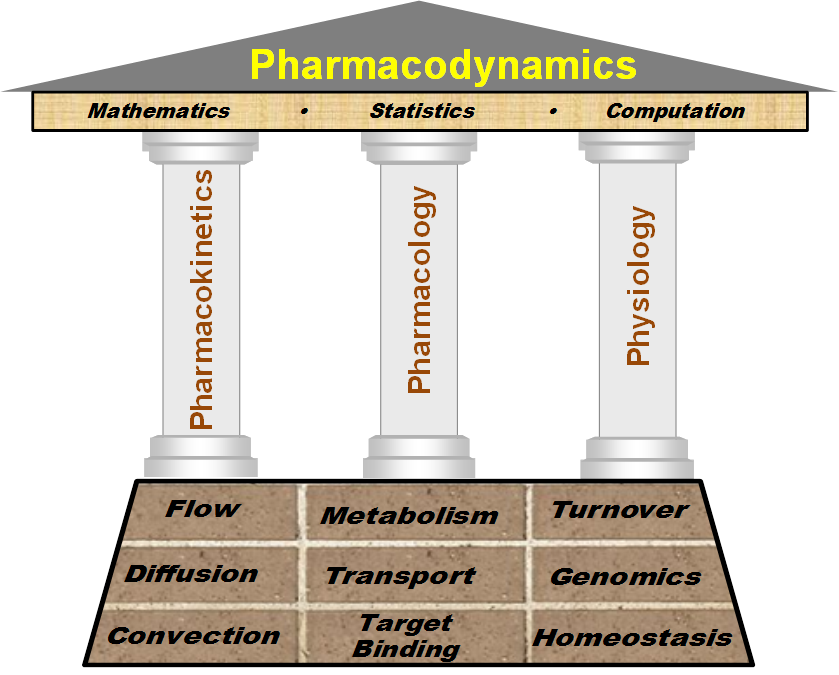 Pharmacodynamics
Mathematics • Statistics • Computation
Pharmacokinetics
Pharmacology
Physiology
Flow
Metabolism
Turnover
Diffusion
Transport
Genomics
Convection
Target
Binding
Homeostasis